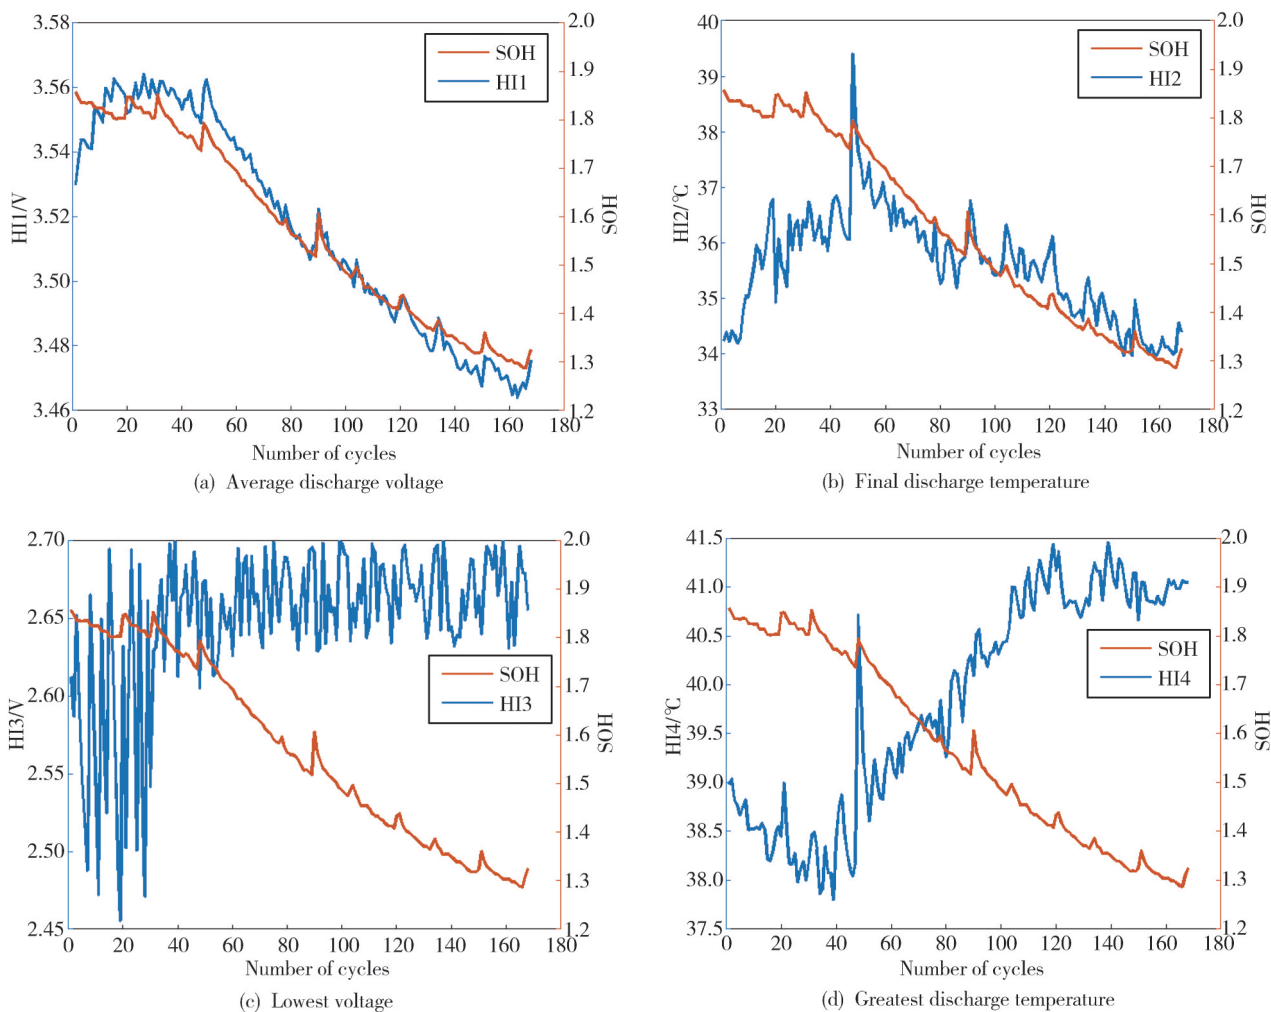 3.58
3.56
3.54
3.52
3.50
3.48
3.46
HI1/V
2.0
1.9
1.8
1.7
1.6
1.5
1.4
1.3
1.2
SOH
SOH
HI1
0 20 40 60 80 100 120 140 160 180
Number of cycles
(a) Average discharge voltage
40
39
38
37
36
35
34
33
HI2/℃
2.0
1.9
1.8
1.7
1.6
1.5
1.4
1.3
1.2
SOH
SOH
HI2
0 20 40 60 80 100 120 140 160 180
Number of cycles
(b) Final discharge temperature
2.70
2.65
2.60
2.55
2.50
2.45
HI3/V
2.0
1.9
1.8
1.7
1.6
1.5
1.4
1.3
1.2
SOH
SOH
HI3
0 20 40 60 80 100 120 140 160 180
Number of cycles
(c) Lowest voltage
41.5
41.0
40.5
40.0
39.5
39.0
38.5
38.0
37.5
HI4/℃
2.0
1.9
1.8
1.7
1.6
1.5
1.4
1.3
1.2
SOH
SOH
HI4
0 20 40 60 80 100 120 140 160 180
Number of cycles
(d) Greatest discharge temperature